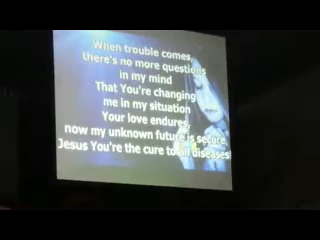 When trouble comes,
there's no more questions
in my mind
That You're changing
me in my situation
Your love endures,
now my unknown future is secure,
Jesus You're the cure to all diseases!